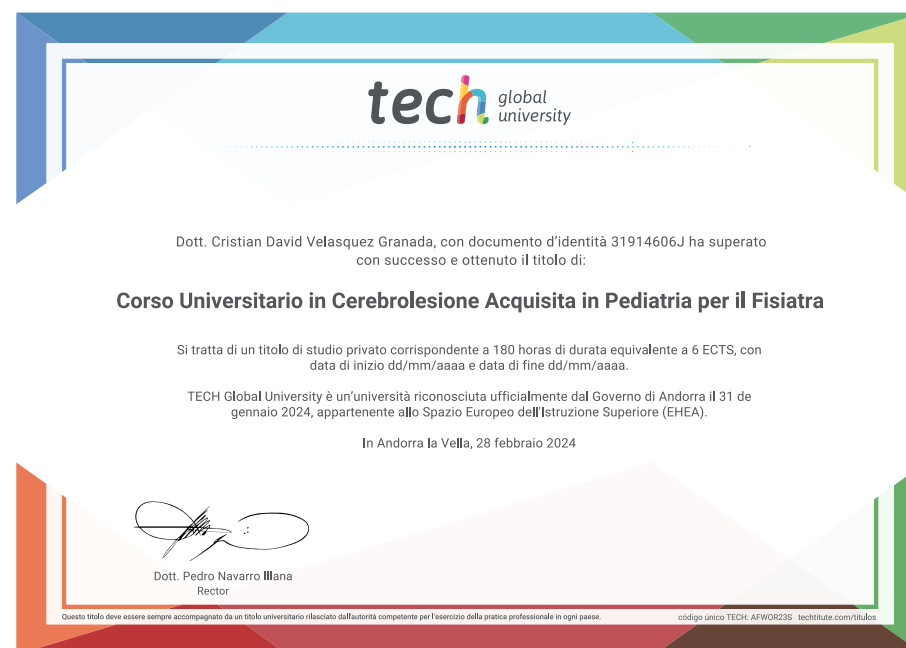 tech global
university
Dott. Cristian David Velasquez Granada, con documento d'identità 31914606J ha superato
con successo e ottenuto il titolo di:
Corso Universitario in Cerebrolesione Acquisita in Pediatria per il Fisiatra
Si tratta di un titolo di studio privato corrispondente a 180 horas di durata equivalente a 6 ECTS, con
data di inizio dd/mm/aaaa e data di fine dd/mm/aaaa.
TECH Global University è un'università riconosciuta ufficialmente dal Governo di Andorra il 31 de
gennaio 2024, appartenente allo Spazio Europeo dell'Istruzione Superiore (EHEA).
In Andorra la Vella, 28 febbraio 2024
Dott. Pedro Navarro Illana
Rector
Questo titolo deve essere sempre accompagnato da un titolo universitario rilasciato dall'autorità competente per l'esercizio della pratica professionale in ogni paese.
código único TECH: AFWOR23S techtitute.com/titulos